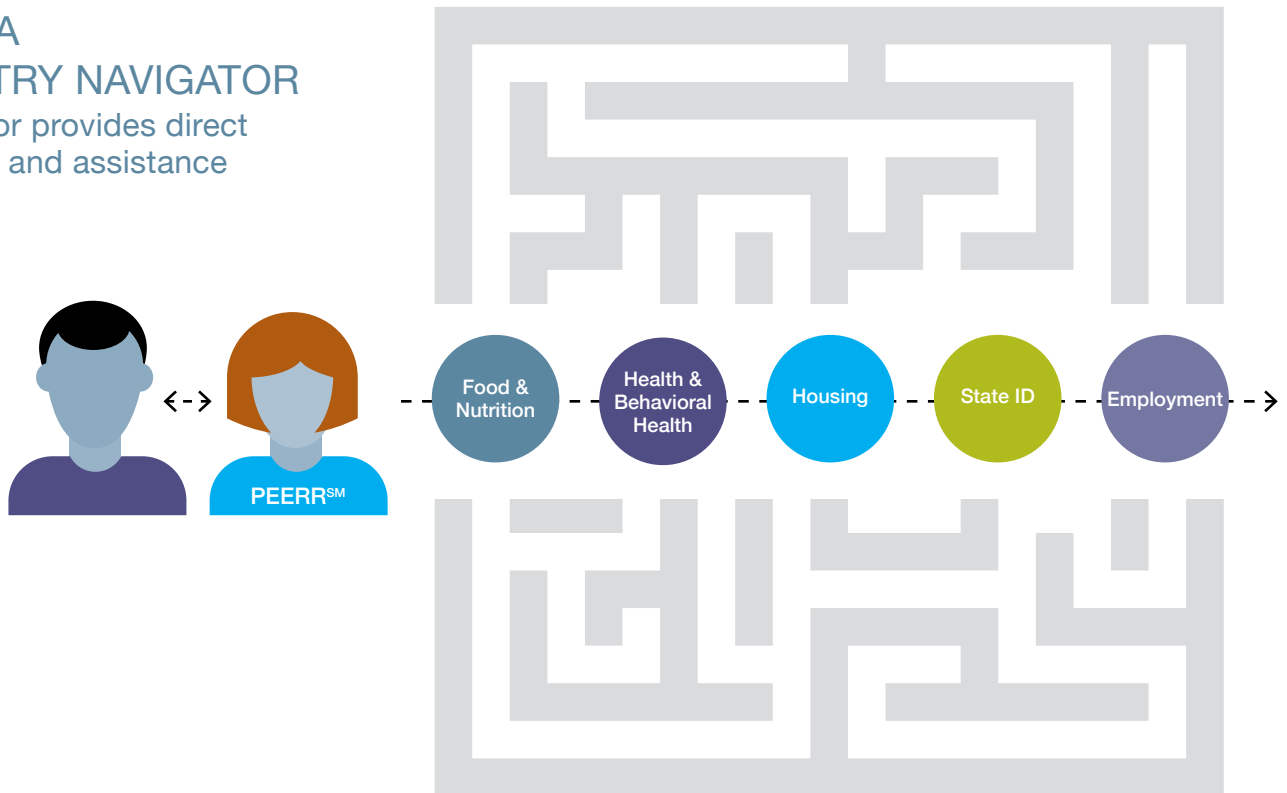 A
TRY NAVIGATOR
or provides direct
and assistance
Food &
Nutrition
Health &
Behavioral
Health
Housing
State ID
Employment
PEERR℠